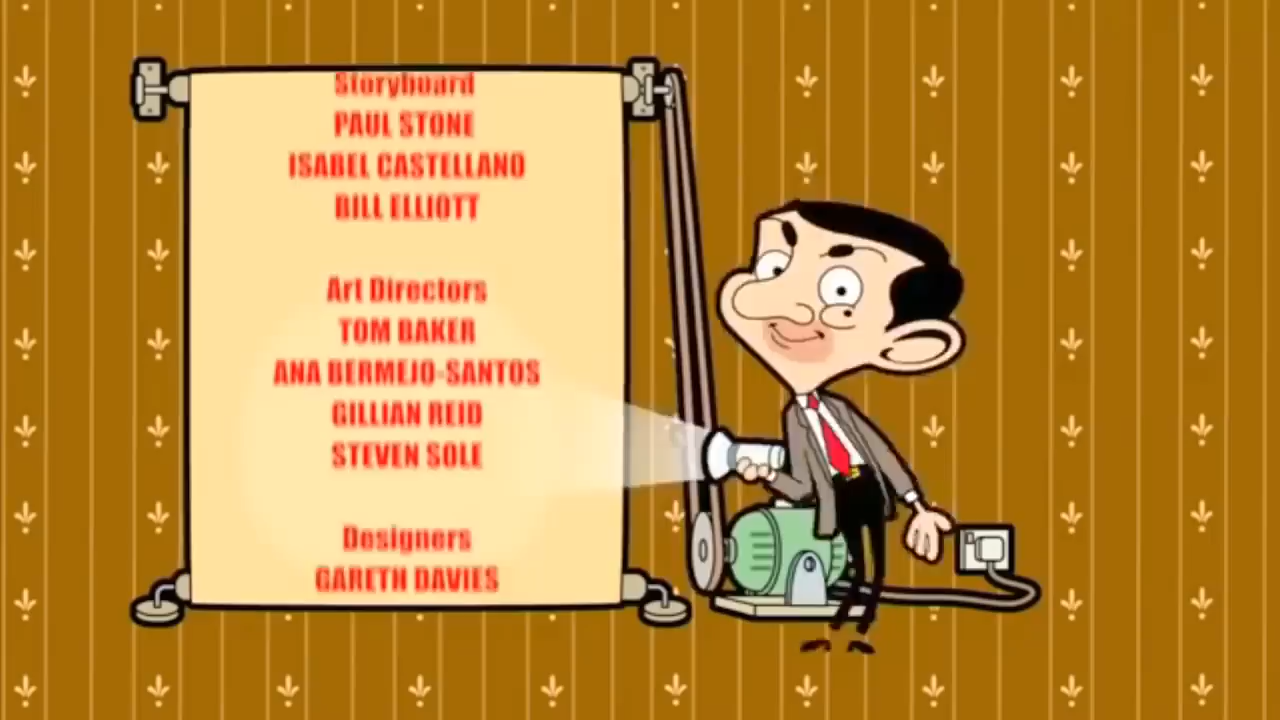 Storyboard
PAUL STONE
ISABEL CASTELLANO
BILL ELLIOTT
Art Directors
TOM BAKER
ANA BERMEJO-SANTOS
GILLIAN REID
STEVEN SOLE
Designers
GARETH DAVIES